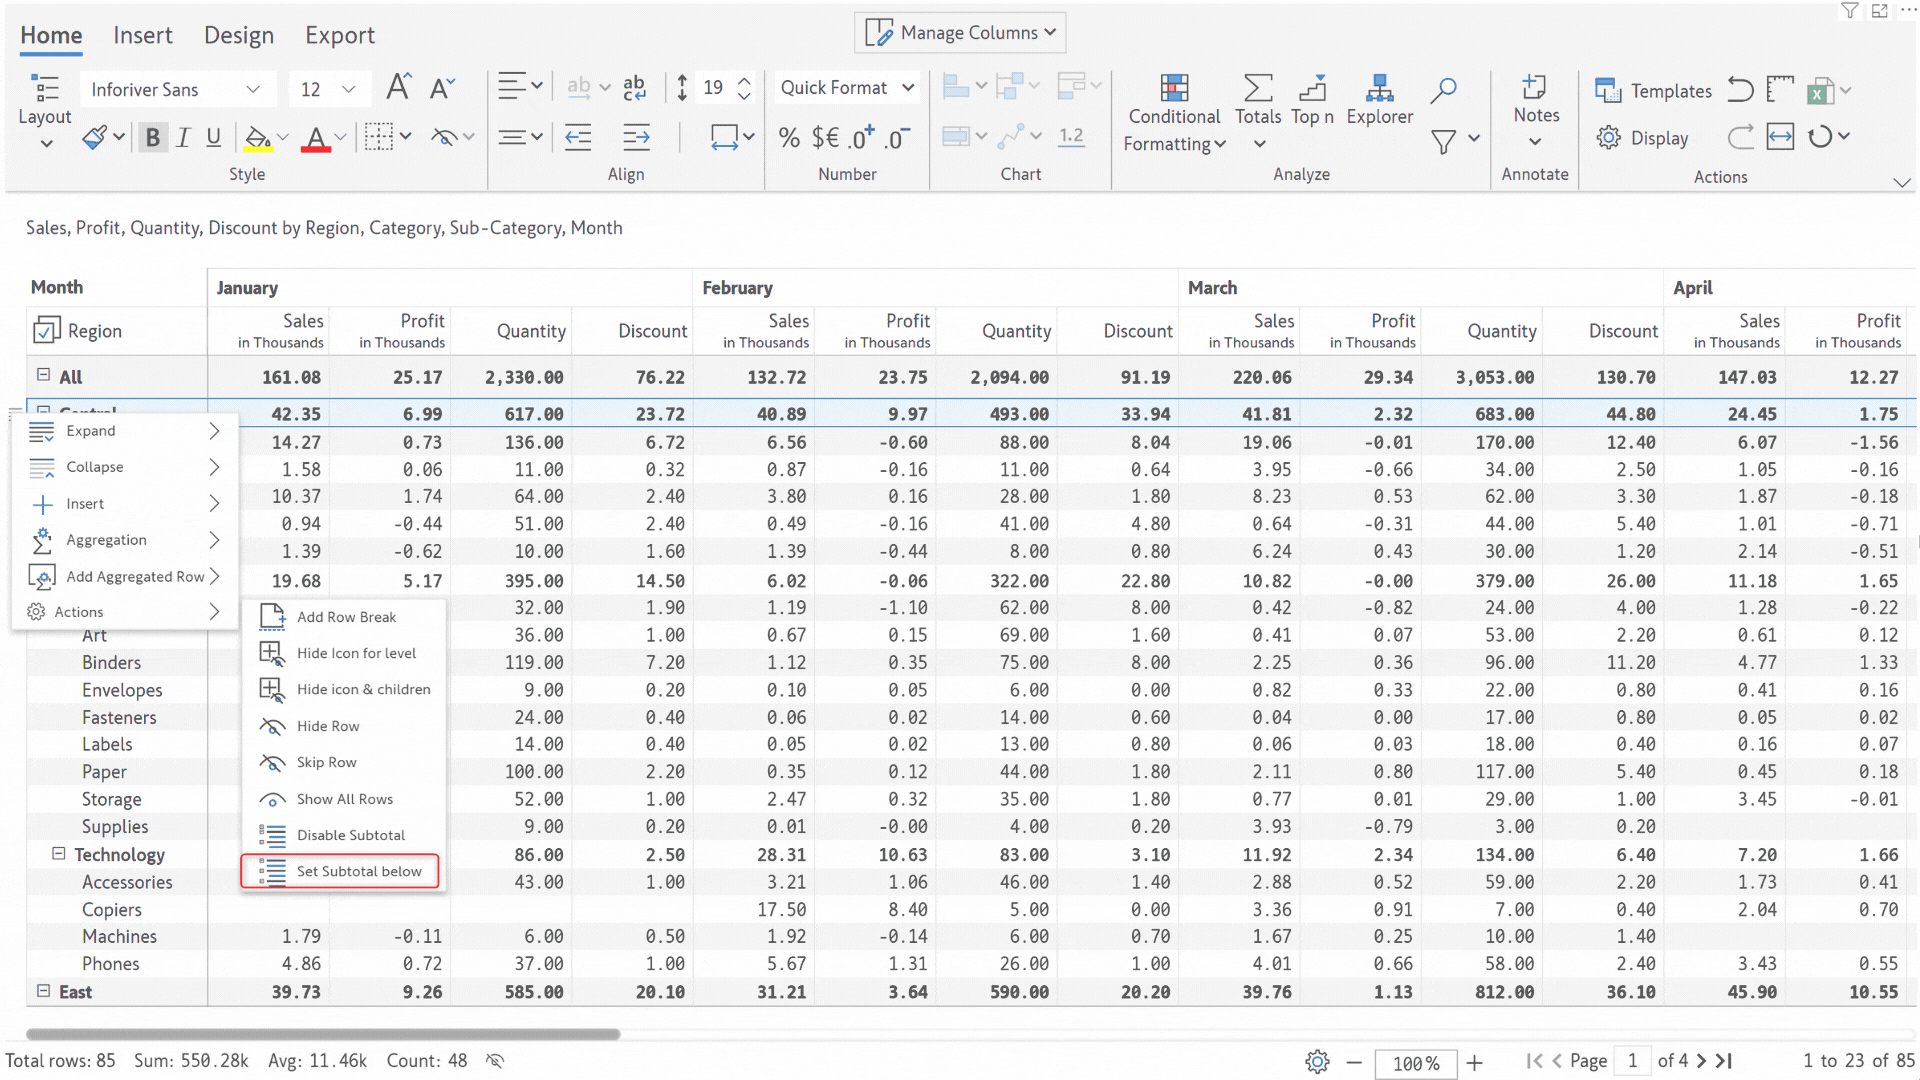 Home Insert Design Export Manage Columns
Layout Inforiver Sans 12 ab ab 19 Quick Format Conditional Formatting Totals Top n Explorer Notes Templates
B I U A % $€ .0+ .0- 1.2 Display
Style Align Number Chart Analyze Annotate Actions
Sales, Profit, Quantity, Discount by Region, Category, Sub-Category, Month
Month January February March April
Region Sales in Thousands Profit in Thousands Quantity Discount Sales in Thousands Profit in Thousands Quantity Discount Sales in Thousands Profit in Thousands Quantity Discount Sales in Thousands Profit in Thousands
All 161.08 25.17 2,330.00 76.22 132.72 23.75 2,094.00 91.19 220.06 29.34 3,053.00 130.70 147.03 12.27
Central 42.35 6.99 617.00 23.72 40.89 9.97 493.00 33.94 41.81 2.32 683.00 44.80 24.45 1.75
Expand
14.27 0.73 136.00 6.72 6.56 -0.60 88.00 8.04 19.06 -0.01 170.00 12.40 6.07 -1.56
Collapse
1.58 0.06 11.00 0.32 0.87 -0.16 11.00 0.64 3.95 -0.66 34.00 2.50 1.05 -0.16
Insert
10.37 1.74 64.00 2.40 3.80 0.16 28.00 1.80 8.23 0.53 62.00 3.30 1.87 -0.18
0.94 -0.44 51.00 2.40 0.49 -0.16 41.00 4.80 0.64 -0.31 44.00 5.40 1.01 -0.71
Aggregation
1.39 -0.62 10.00 1.60 1.39 -0.44 8.00 0.80 6.24 0.43 30.00 1.20 2.14 -0.51
Add Aggregated Row
19.68 5.17 395.00 14.50 6.02 -0.06 322.00 22.80 10.82 -0.00 379.00 26.00 11.18 1.65
Actions
32.00 1.90 1.19 -1.10 62.00 8.00 0.42 -0.82 24.00 4.00 1.28 -0.22
Add Row Break
Art 36.00 1.00 0.67 0.15 69.00 1.60 0.41 0.07 53.00 2.20 0.61 0.12
Hide Icon for level
Binders 119.00 7.20 1.12 0.35 75.00 8.00 2.25 0.36 96.00 11.20 4.77 1.33
Hide icon & children
Envelopes 9.00 0.20 0.10 0.05 6.00 0.00 0.82 0.33 22.00 0.80 0.41 0.16
Fasteners 24.00 0.40 0.06 0.02 14.00 0.60 0.04 0.00 17.00 0.80 0.05 0.02
Hide Row
Labels 14.00 0.40 0.05 0.02 13.00 0.80 0.06 0.03 18.00 0.40 0.16 0.07
Skip Row
Paper 100.00 2.20 0.35 0.12 44.00 1.80 2.11 0.80 117.00 5.40 0.45 0.18
Storage 52.00 1.00 2.47 0.32 35.00 1.80 0.77 0.01 29.00 1.00 3.45 -0.01
Show All Rows
Supplies 9.00 0.20 0.01 -0.00 4.00 0.20 3.93 -0.79 3.00 0.20
Disable Subtotal
Technology 86.00 2.50 28.31 10.63 83.00 3.10 11.92 2.34 134.00 6.40 7.20 1.66
Set Subtotal below
Accessories 43.00 1.00 3.21 1.06 46.00 1.40 2.88 0.52 59.00 2.20 1.73 0.41
Copiers 17.50 8.40 5.00 0.00 3.36 0.91 7.00 0.40 2.04 0.70
Machines 1.79 -0.11 6.00 0.50 1.92 -0.14 6.00 0.70 1.67 0.25 10.00 1.40
Phones 4.86 0.72 37.00 1.00 5.67 1.31 26.00 1.00 4.01 0.66 58.00 2.40 3.43 0.55
East 39.73 9.26 585.00 20.10 31.21 3.64 590.00 20.20 39.76 1.13 812.00 36.10 45.90 10.55
Total rows: 85 Sum: 550.28k Avg: 11.46k Count: 48 100% Page 1 of 4 1 to 23 of 85